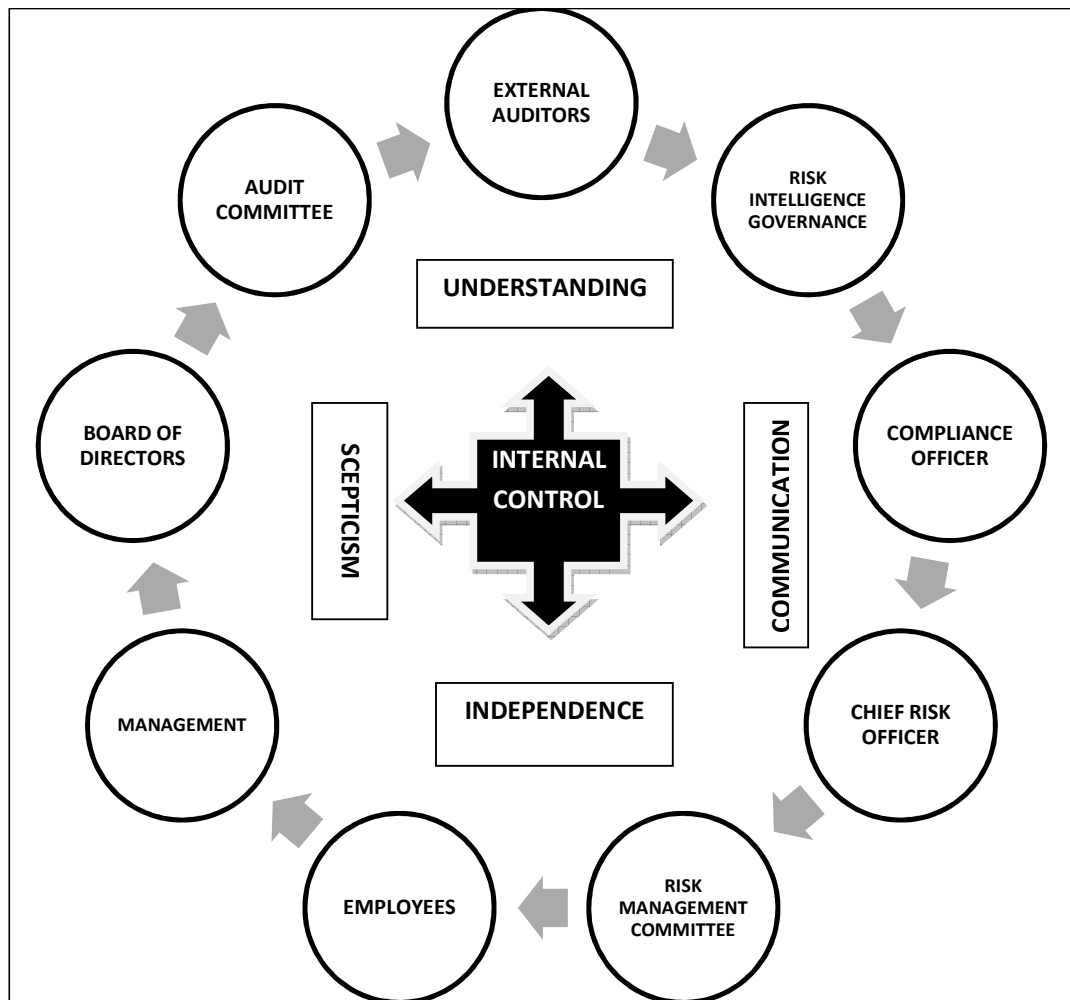 EXTERNAL
AUDITORS
AUDIT
COMMITTEE
RISK
INTELLIGENCE
GOVERNANCE
UNDERSTANDING
BOARD OF
DIRECTORS
SCEPTICISM
INTERNAL
CONTROL
COMMUNICATION
COMPLIANCE
OFFICER
MANAGEMENT
INDEPENDENCE
CHIEF RISK
OFFICER
EMPLOYEES
RISK
MANAGEMENT
COMMITTEE